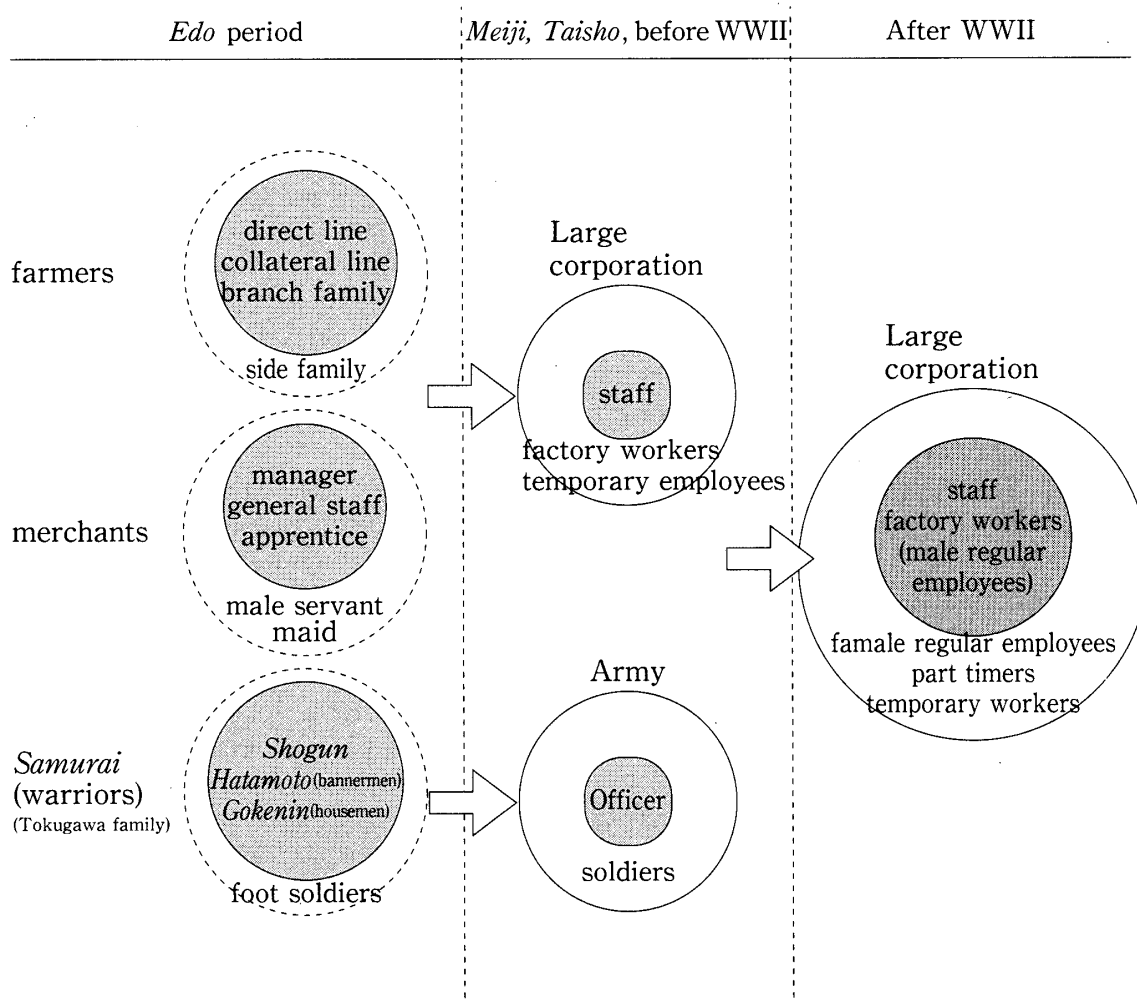 Edo period
Meiji, Taisho, before WWII
After WWII
farmers
direct line
collateral line
branch family
side family
merchants
manager
general staff
apprentice
male servant
maid
Samurai
(warriors)
(Tokugawa family)
Shogun
Hatamoto (bannermen)
Gokenin (housemen)
foot soldiers
Large
corporation
staff
factory workers
temporary employees
Army
Officer
soldiers
Large
corporation
staff
factory workers
(male regular
employees)
famale regular employees
part timers
temporary workers